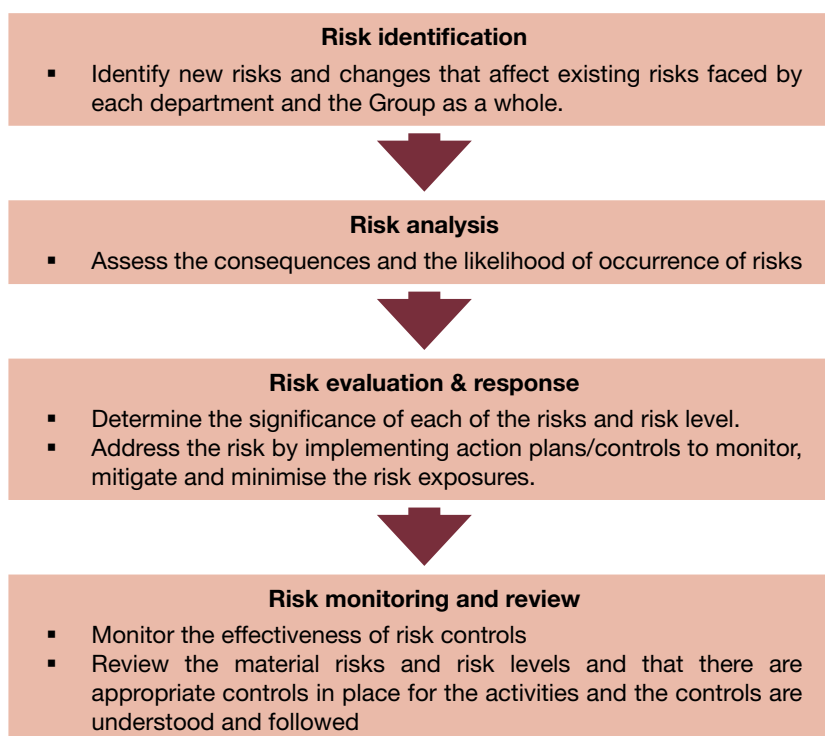 Risk identification
▪ Identify new risks and changes that affect existing risks faced by
each department and the Group as a whole.
Risk analysis
▪ Assess the consequences and the likelihood of occurrence of risks
Risk evaluation & response
▪ Determine the significance of each of the risks and risk level.
▪ Address the risk by implementing action plans/controls to monitor,
mitigate and minimise the risk exposures.
Risk monitoring and review
▪ Monitor the effectiveness of risk controls
▪ Review the material risks and risk levels and that there are
appropriate controls in place for the activities and the controls are
understood and followed